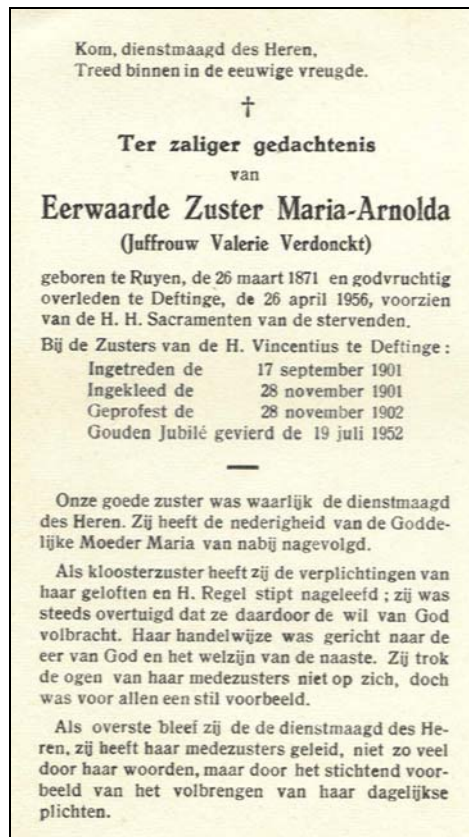 Kom, dienstmaagd des Heren,
Treed binnen in de eeuwige vreugde.
†
Ter zaliger gedachtenis
van
Eerwaarde Zuster Maria-Arnolda
(Juffrouw Valerie Verdonckt)
geboren te Ruyen, de 26 maart 1871 en godvruchtig
overleden te Deftinge, de 26 april 1956, voorzien
van de H. H. Sacramenten van de stervenden.
Bij de Zusters van de H. Vincentius te Deftinge :
Ingetreden de 17 september 1901
Ingekleed de 28 november 1901
Geprofest de 28 november 1902
Gouden Jubilé gevierd de 19 juli 1952
Onze goede zuster was waarlijk de dienstmaagd
des Heren. Zij heeft de nederigheid van de Godde-
lijke Moeder Maria van nabij nagevolgd.
Als kloosterzuster heeft zij de verplichtingen van
haar geloften en H. Regel stipt nageleefd ; zij was
steeds overtuigd dat ze daardoor de wil van God
volbracht. Haar handelwijze was gericht naar de
eer van God en het welzijn van de naaste. Zij trok
de ogen van haar medezusters niet op zich, doch
was voor allen een stil voorbeeld.
Als overste bleef zij de de dienstmaagd des He-
ren, zij heeft haar medezusters geleid, niet zo veel
door haar woorden, maar door het stichtend voor-
beeld van het volbrengen van haar dagelijkse
plichten.